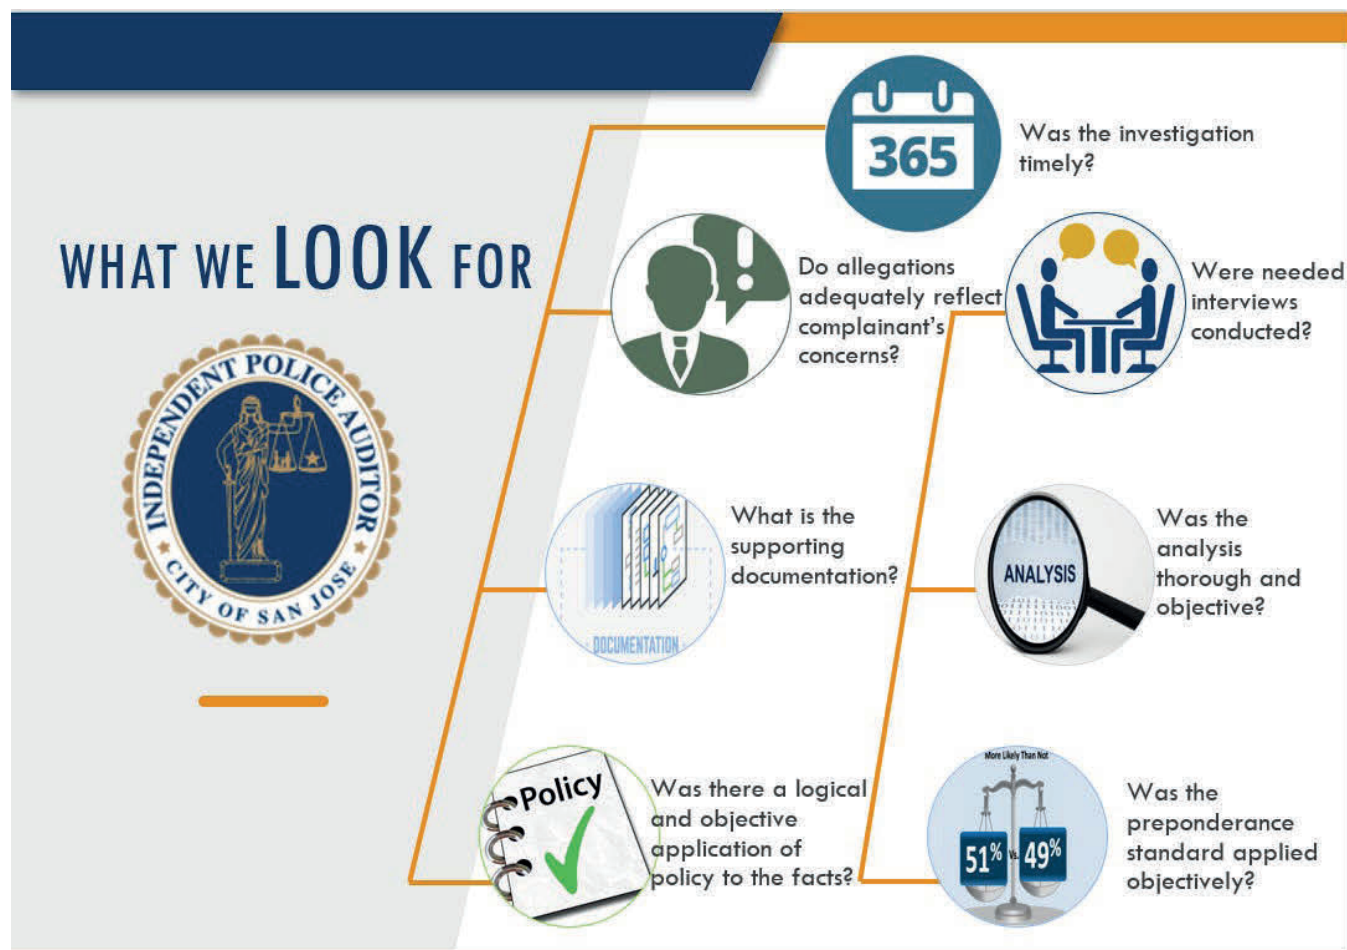 WHAT WE LOOK FOR
INDEPENDENT POLICE AUDITOR
CITY OF SAN JOSE
365
Was the investigation
timely?
!
Do allegations
adequately reflect
complainant's
concerns?
Were needed
interviews
conducted?
DOCUMENTATION
What is the
supporting
documentation?
ANALYSIS
Was the
analysis
thorough and
objective?
Policy
Was there a logical
and objective
application of
policy to the facts?
More Likely Than Not
51% Vs. 49%
Was the
preponderance
standard applied
objectively?